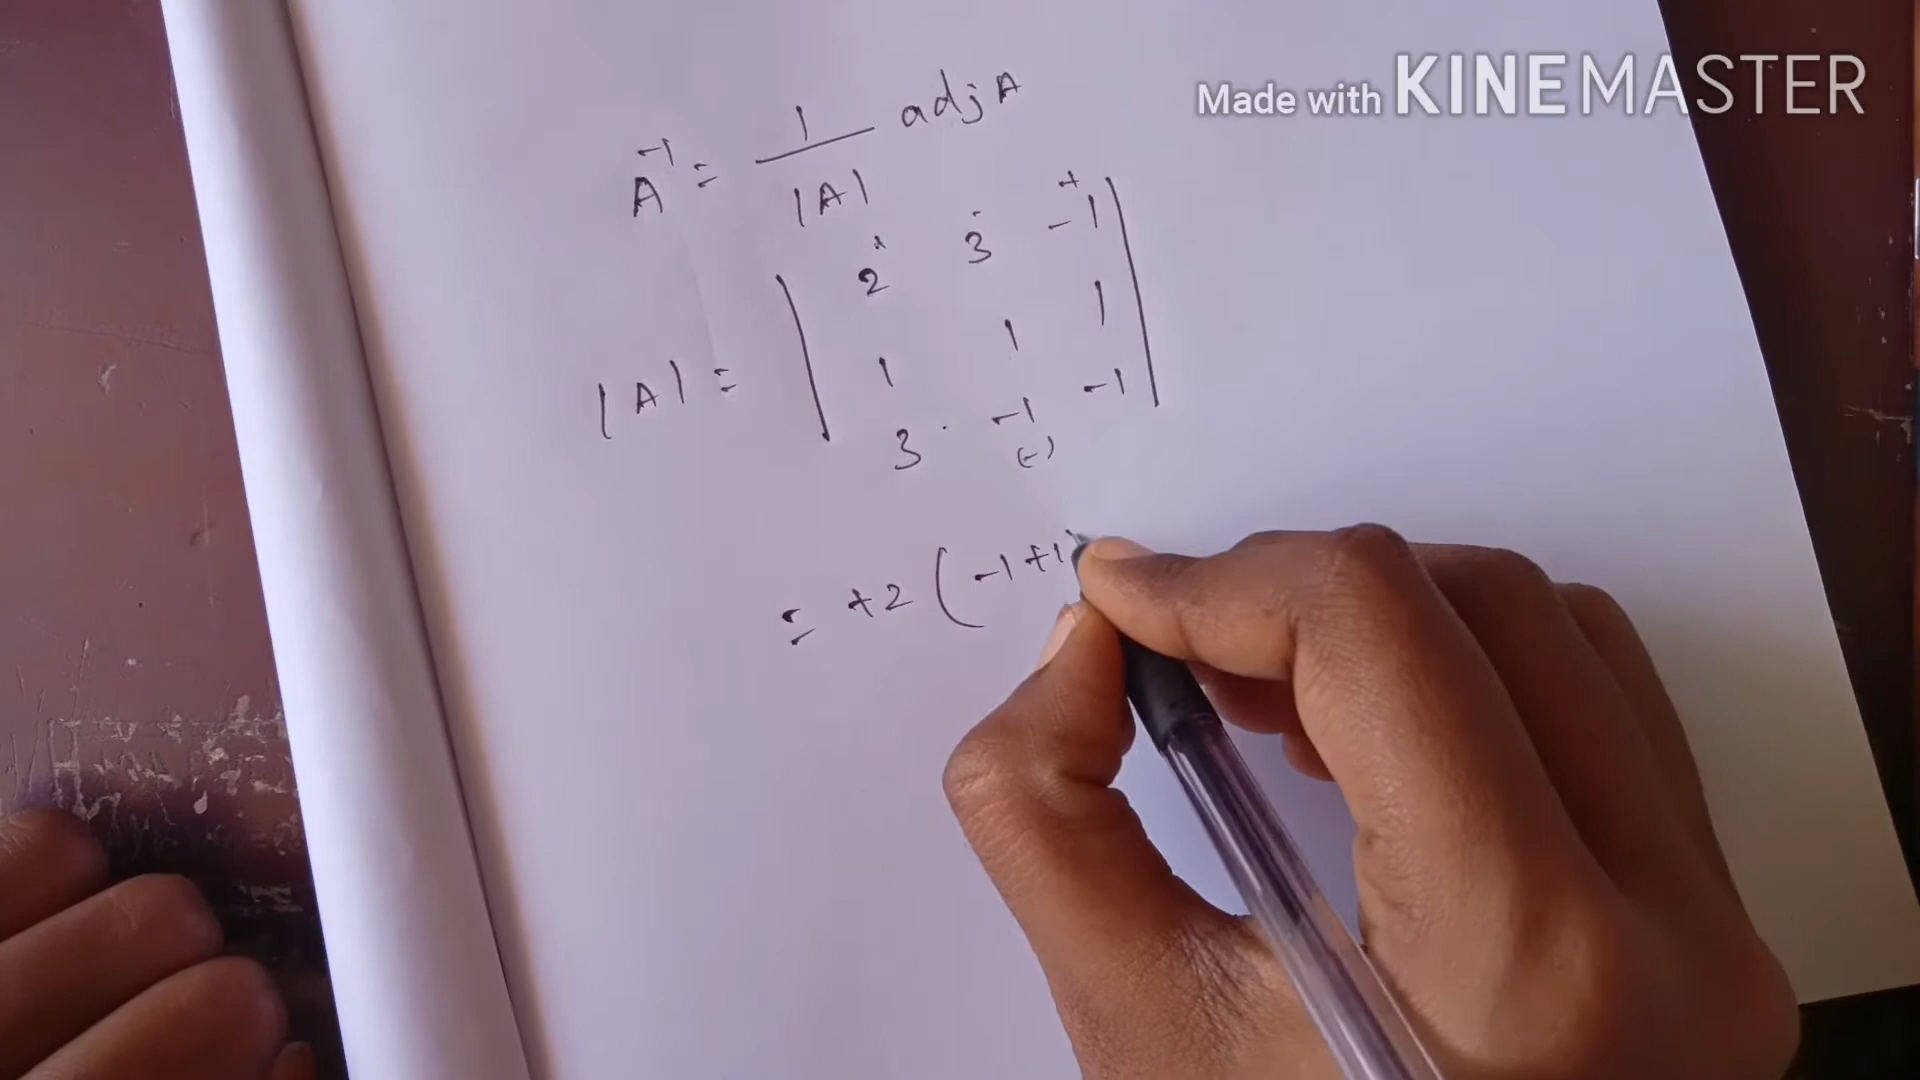 Made with KINEMASTER
A⁻¹ = 1/|A| adj A
|A| = | 2 3 -1 |
| 1 1 1 |
| 3 -1 -1 |
(-)
= +2 ( -1 + 1 )